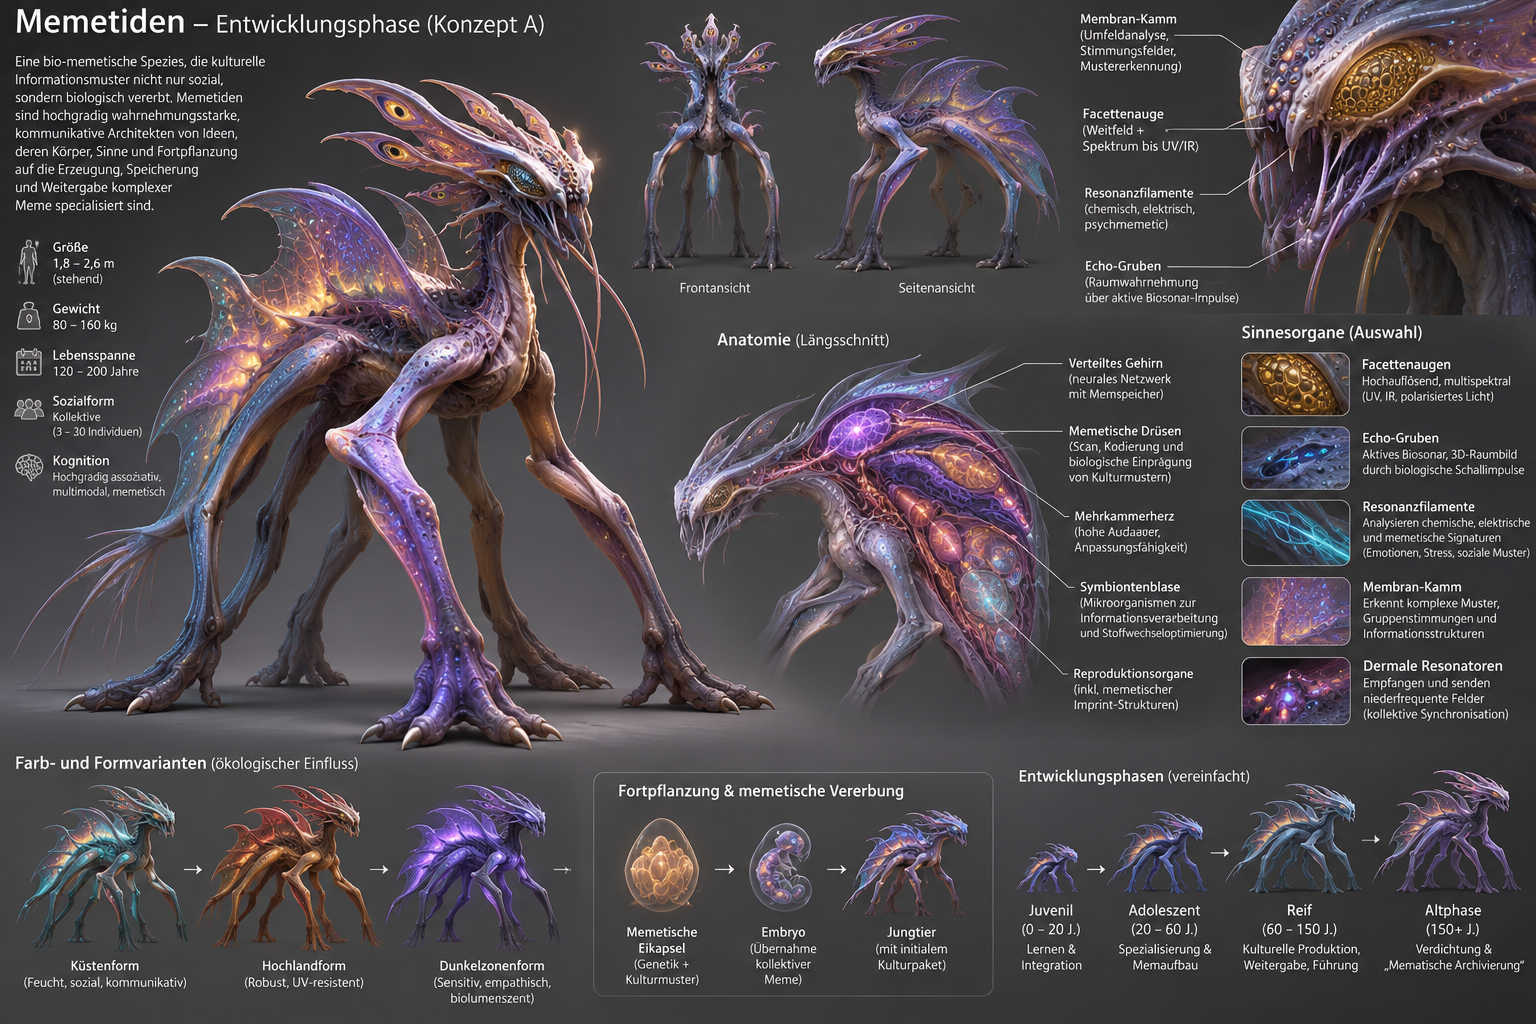 Memetiden – Entwicklungsphase (Konzept A)
Eine bio-memetische Spezies, die kulturelle
Informationsmuster nicht nur sozial,
sondern biologisch vererbt. Memetiden
sind hochgradig wahrnehmungsstarke,
kommunikative Architekten von Ideen,
deren Körper, Sinne und Fortpflanzung
auf die Erzeugung, Speicherung
und Weitergabe komplexer
Meme specialisiert sind.
Größe
1,8 – 2,6 m
(stehend)
Gewicht
80 – 160 kg
Lebensspanne
120 – 200 Jahre
Sozialform
Kollektive
(3 – 30 Individuen)
Kognition
Hochgradig assoziativ,
multimodal, memetisch
Frontansicht
Seitenansicht
Membran-Kamm
(Umfeldanalyse,
Stimmungsfelder,
Mustererkennung)
Facettenauge
(Weitfeld +
Spektrum bis UV/IR)
Resonanzfilamente
(chemisch, elektrisch,
psychmemetic)
Echo-Gruben
(Raumwahrnehmung
über aktive Biosonar-Impulse)
Anatomie (Längsschnitt)
Verteiltes Gehirn
(neurales Netzwerk
mit Memspeicher)
Memetische Drüsen
(Scan, Kodierung und
biologische Einprägung
von Kulturmustern)
Mehrkammerherz
(hohe Audauer,
Anpassungsfähigkeit)
Symbiontenblase
(Mikroorganismen zur
Informationsverarbeitung
und Stoffwechseloptimierung)
Reproduktionsorgane
(inkl, memetischer
Imprint-Strukturen)
Sinnesorgane (Auswahl)
Facettenaugen
Hochauflösend, multispektral
(UV, IR, polarisiertes Licht)
Echo-Gruben
Aktives Biosonar, 3D-Raumbild
durch biologische Schallimpulse
Resonanzfilamente
Analysieren chemische, elektrische
und memetische Signaturen
(Emotionen, Stress, soziale Muster)
Membran-Kamm
Erkennt komplexe Muster,
Gruppenstimmungen und
Informationsstrukturen
Dermale Resonatoren
Empfangen und senden
niederfrequente Felder
(kollektive Synchronisation)
Farb- und Formvarianten (ökologischer Einfluss)
Küstenform
(Feucht, sozial, kommunikativ)
Hochlandform
(Robust, UV-resistent)
Dunkelzonenform
(Sensitiv, empathisch,
biolumenszent)
Fortpflanzung & memetische Vererbung
Memetische
Eikapsel
(Genetik +
Kulturmuster)
Embryo
(Übernahme
kollektiver
Meme)
Jungtier
(mit initialem
Kulturpaket)
Entwicklungsphasen (vereinfacht)
Juvenil
(0 – 20 J.)
Lernen &
Integration
Adoleszent
(20 – 60 J.)
Spezialisierung &
Memaufbau
Reif
(60 – 150 J.)
Kulturelle Produktion,
Weitergabe, Führung
Altphase
(150+ J.)
Verdichtung &
„Mematische Archivierung"